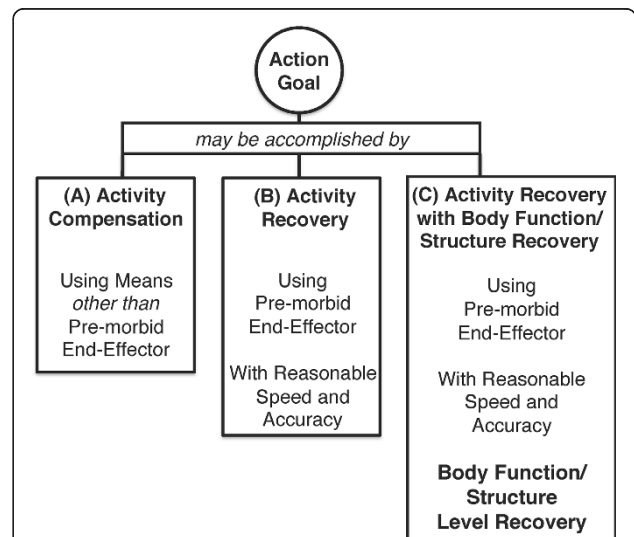 Action
Goal
may be accomplished by
(A) Activity
Compensation
Using Means
other than
Pre-morbid
End-Effector
(B) Activity
Recovery
Using
Pre-morbid
End-Effector
With Reasonable
Speed and
Accuracy
(C) Activity Recovery
with Body Function/
Structure Recovery
Using
Pre-morbid
End-Effector
With Reasonable
Speed and
Accuracy
Body Function/
Structure
Level Recovery